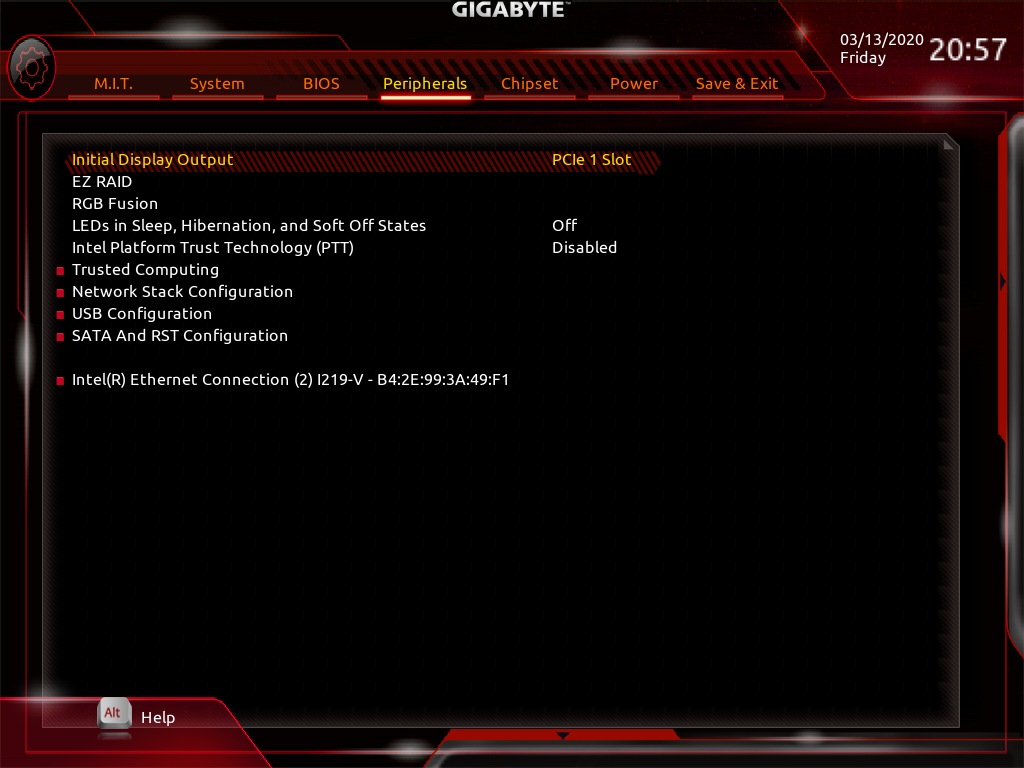 GIGABYTE™
03/13/2020
Friday
20:57
M.I.T. System BIOS Peripherals Chipset Power Save & Exit
Initial Display Output PCIe 1 Slot
EZ RAID
RGB Fusion
LEDs in Sleep, Hibernation, and Soft Off States Off
Intel Platform Trust Technology (PTT) Disabled
Trusted Computing
Network Stack Configuration
USB Configuration
SATA And RST Configuration
Intel(R) Ethernet Connection (2) I219-V - B4:2E:99:3A:49:F1
Alt Help